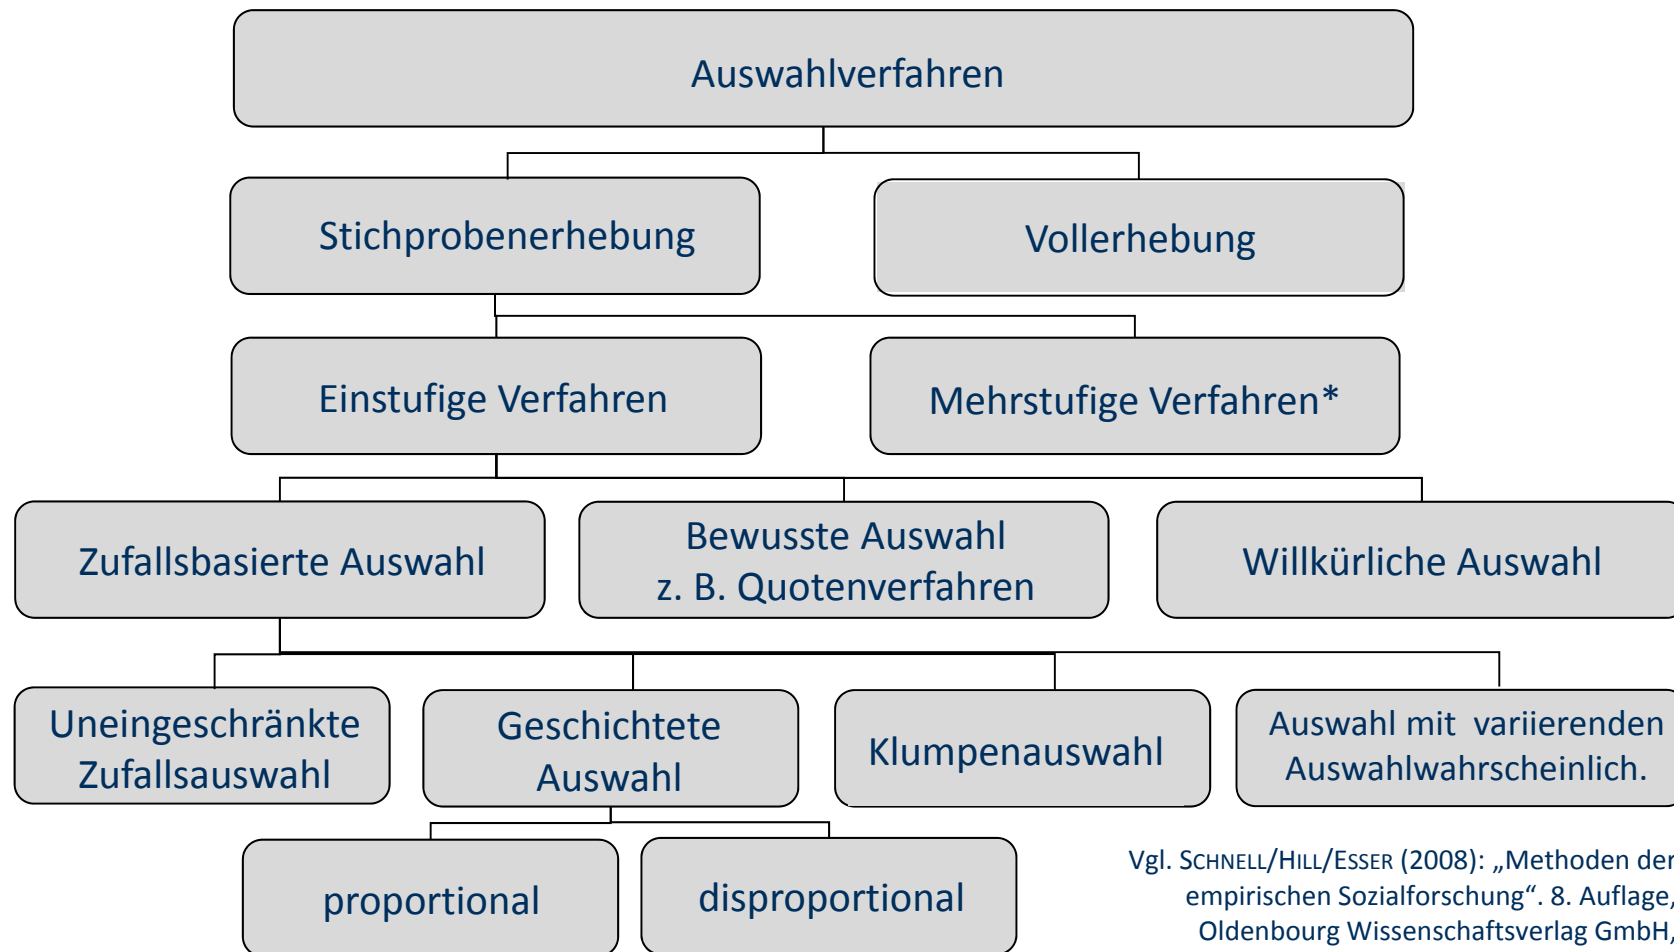 Auswahlverfahren
Stichprobenerhebung
Vollerhebung
Einstufige Verfahren
Mehrstufige Verfahren*
Zufallsbasierte Auswahl
Bewusste Auswahl
z. B. Quotenverfahren
Willkürliche Auswahl
Uneingeschränkte
Zufallsauswahl
Geschichtete
Auswahl
Klumpenauswahl
Auswahl mit variierenden
Auswahlwahrscheinlich.
proportional
disproportional
Vgl. SCHNELL/HILL/ESSER (2008): „Methoden der
empirischen Sozialforschung“. 8. Auflage,
Oldenbourg Wissenschaftsverlag GmbH,